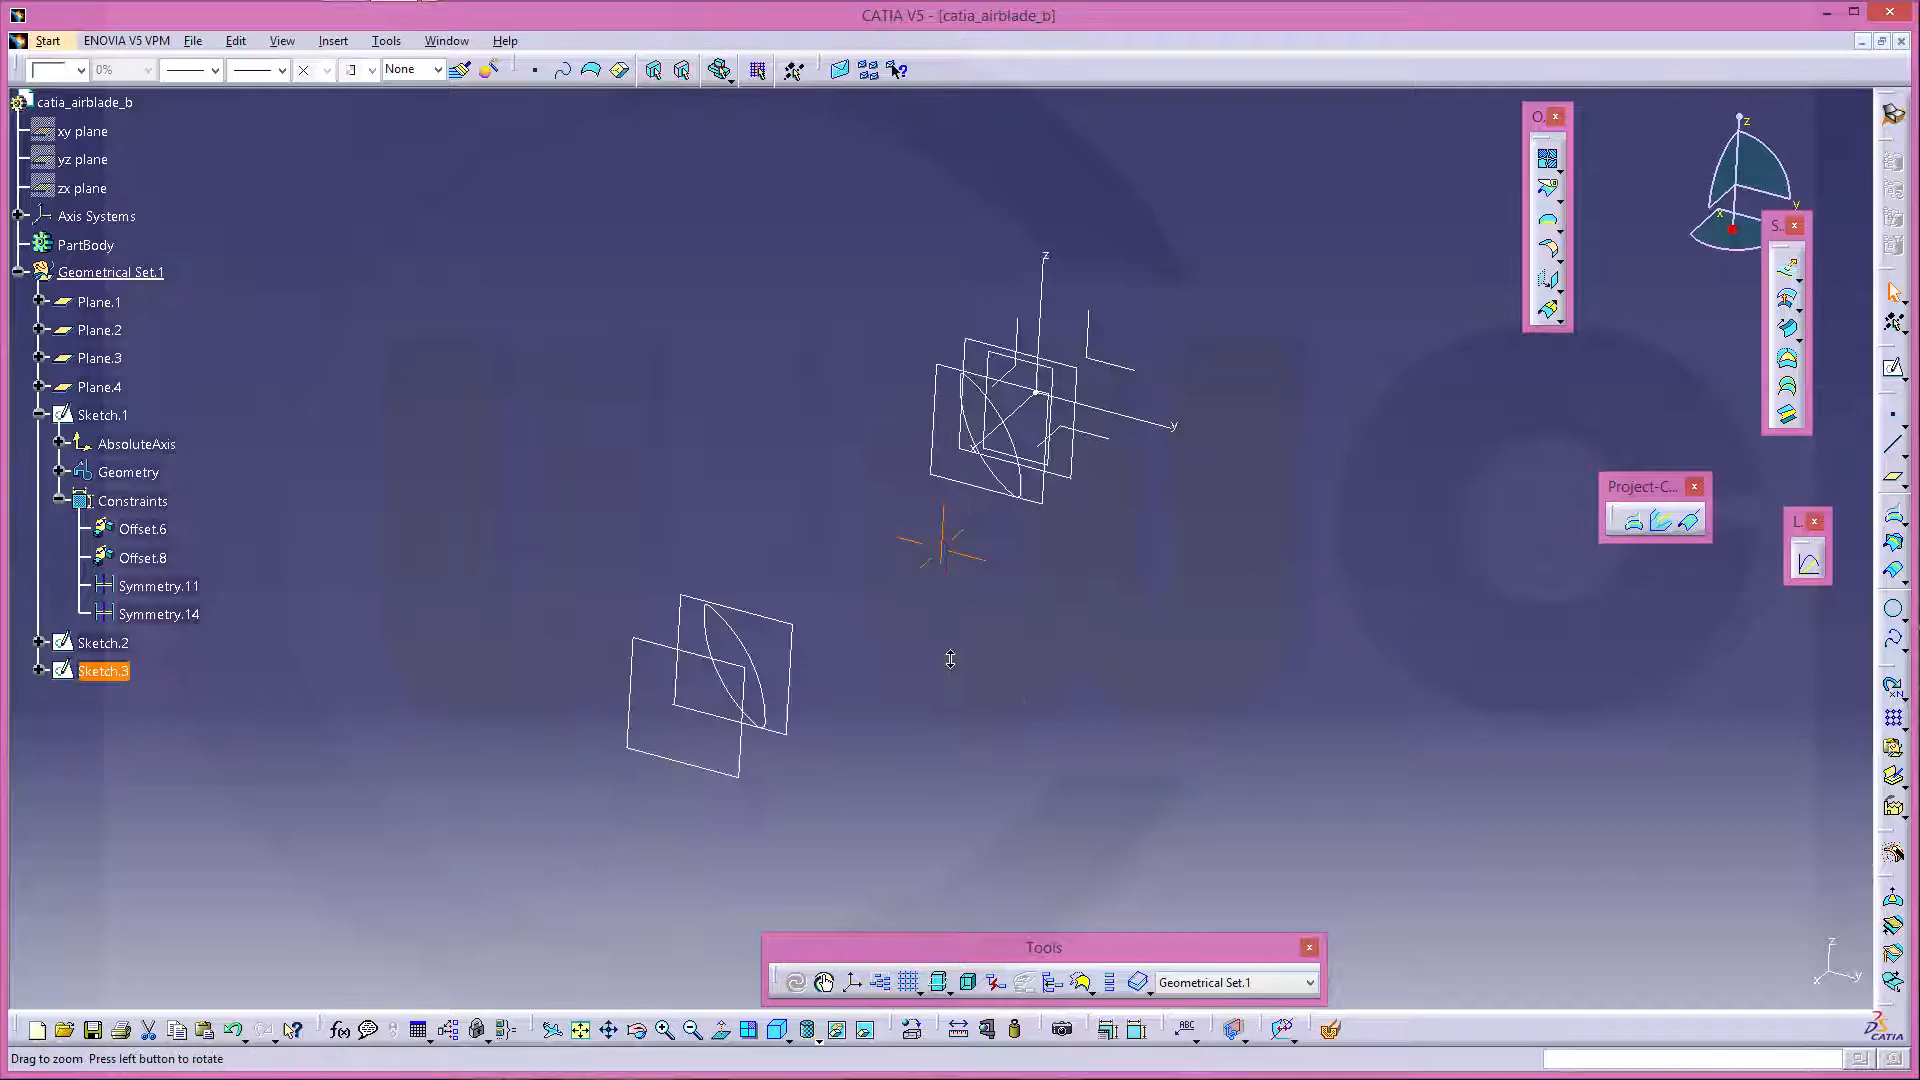 CATIA V5 - [catia_airblade_b]
Start ENOVIA V5 VPM File Edit View Insert Tools Window Help
0% None
catia_airblade_b
xy plane
yz plane
zx plane
Axis Systems
PartBody
Geometrical Set.1
Plane.1
Plane.2
Plane.3
Plane.4
Sketch.1
AbsoluteAxis
Geometry
Constraints
Offset.6
Offset.8
Symmetry.11
Symmetry.14
Sketch.2
Sketch.3
z
y
x
O.
z
y
x
S..
Project-C...
L.
Tools
Geometrical Set.1
z
x y
f(x) ABC
CATIA
Drag to zoom Press left button to rotate